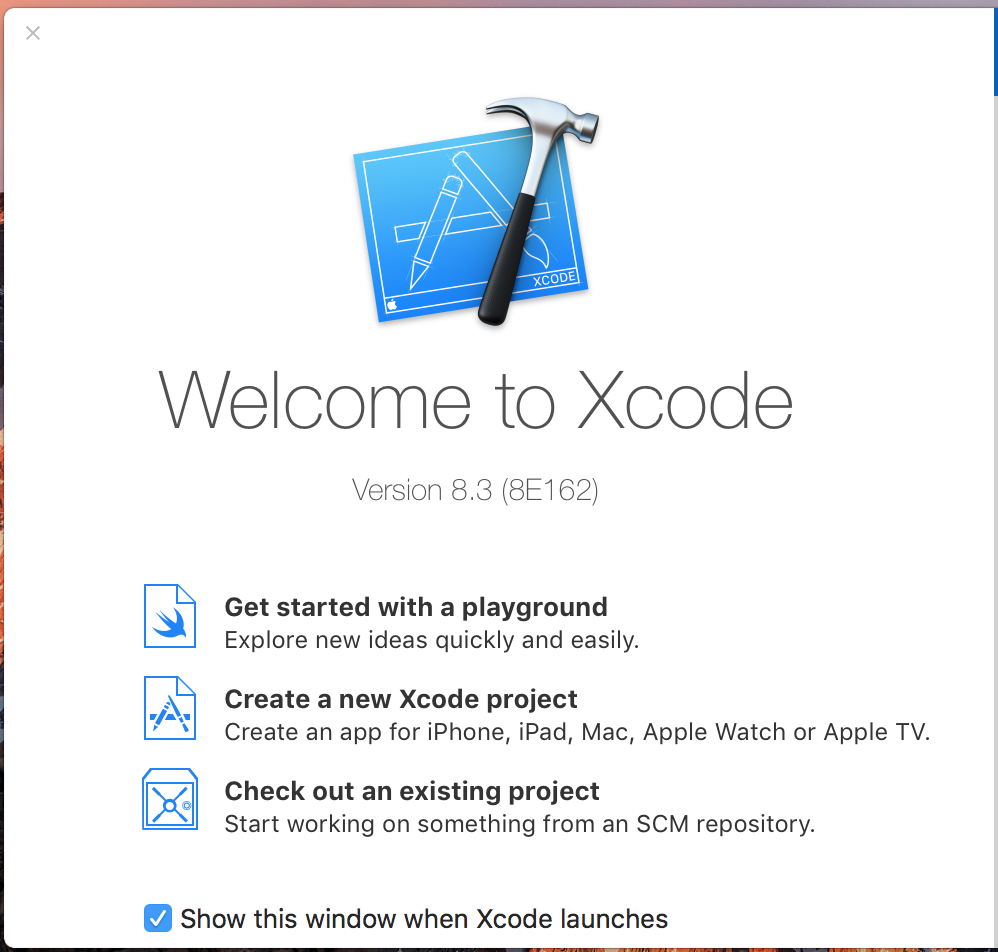 XCODE
Welcome to Xcode
Version 8.3 (8E162)
Get started with a playground
Explore new ideas quickly and easily.
Create a new Xcode project
Create an app for iPhone, iPad, Mac, Apple Watch or Apple TV.
Check out an existing project
Start working on something from an SCM repository.
Show this window when Xcode launches